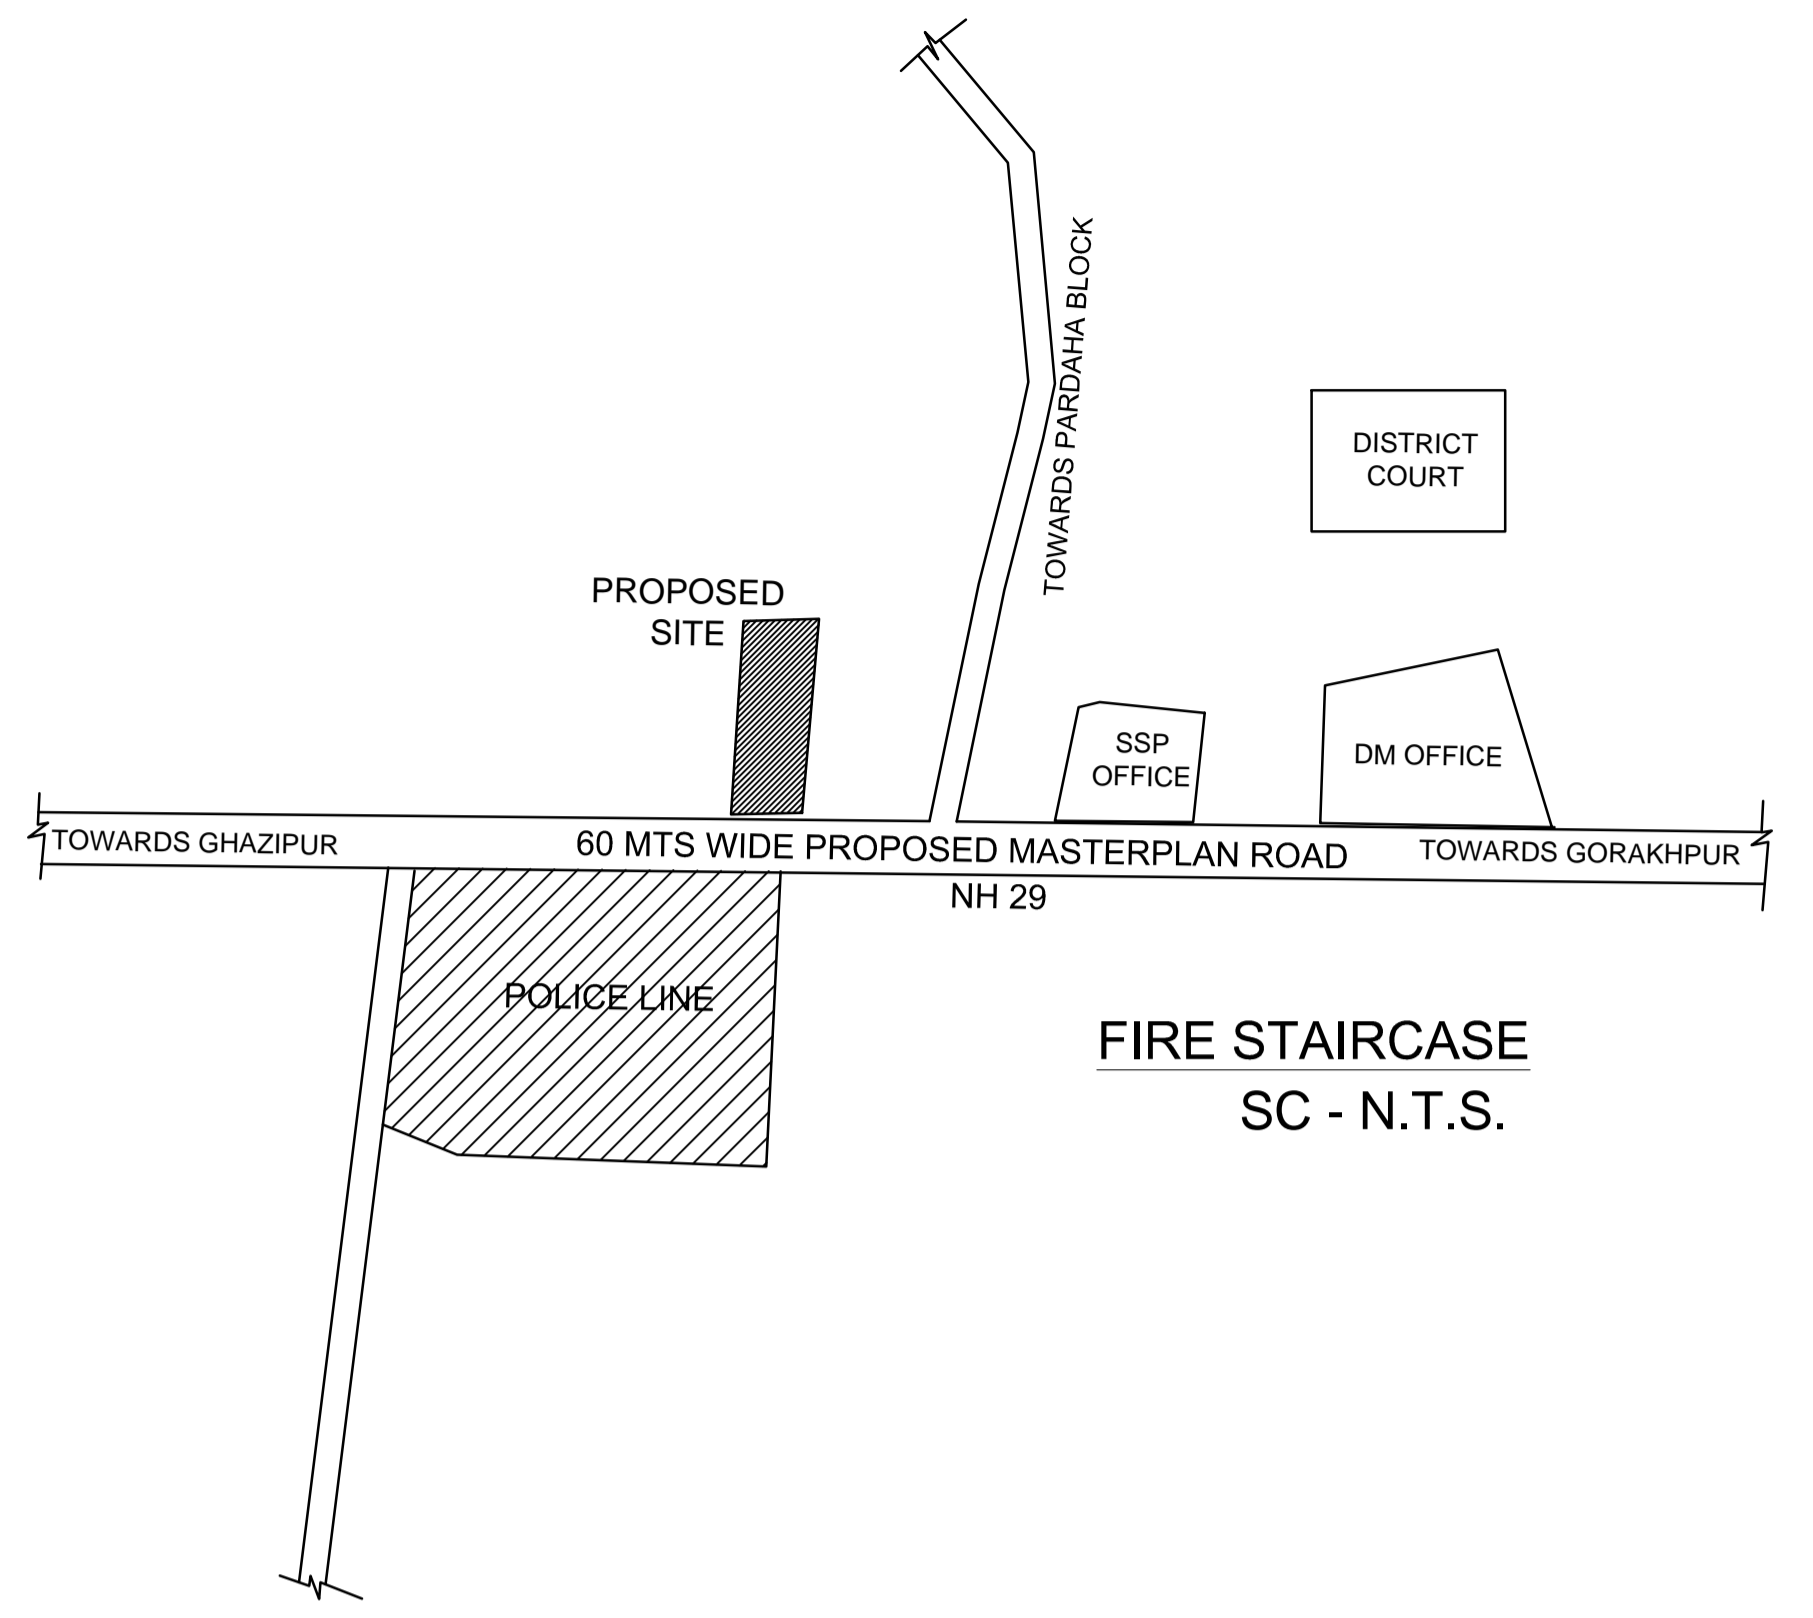 TOWARDS PARDAHA BLOCK
DISTRICT
COURT
PROPOSED
SITE
SSP
OFFICE
DM OFFICE
TOWARDS GHAZIPUR
60 MTS WIDE PROPOSED MASTERPLAN ROAD
TOWARDS GORAKHPUR
NH 29
POLICE LINE
FIRE STAIRCASE
SC - N.T.S.